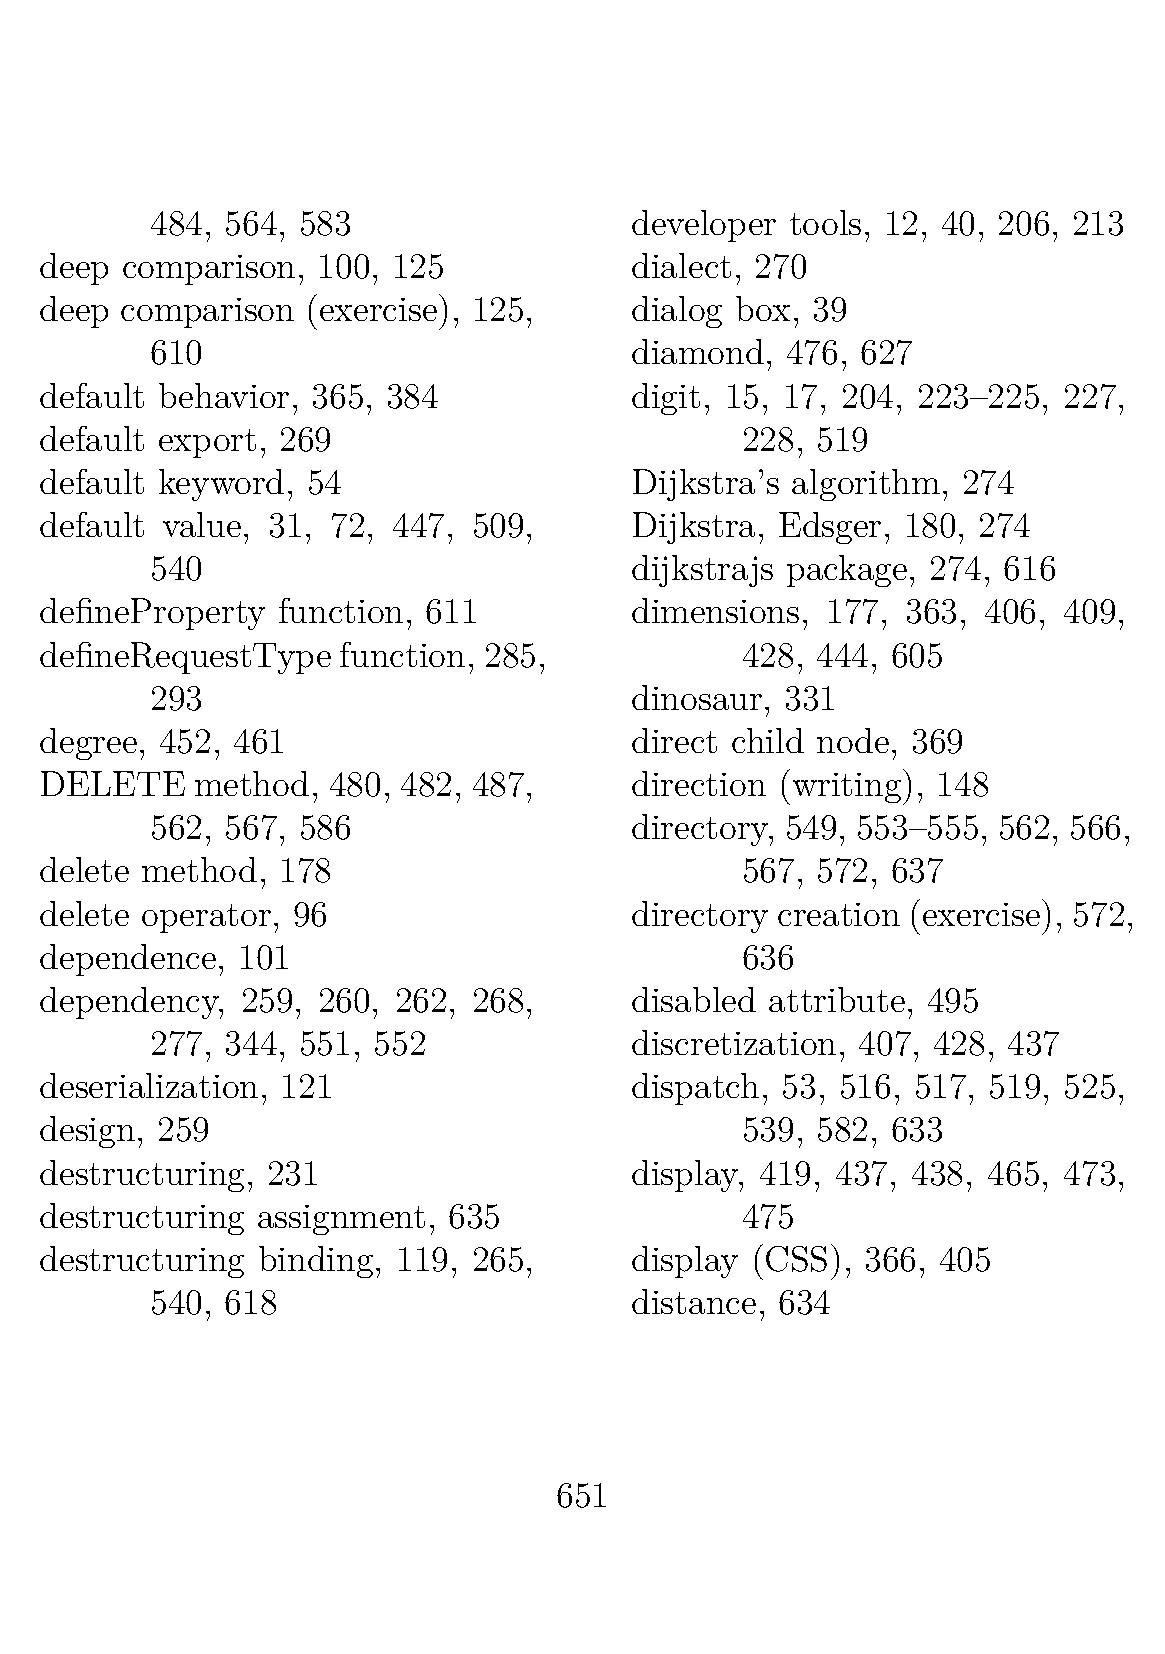 484, 564, 583
deep comparison, 100, 125
deep comparison (exercise), 125,
610
default behavior, 365, 384
default export, 269
default keyword, 54
default value, 31, 72, 447, 509,
540
defineProperty function, 611
defineRequestType function, 285,
293
degree, 452, 461
DELETE method, 480, 482, 487,
562, 567, 586
delete method, 178
delete operator, 96
dependence, 101
dependency, 259, 260, 262, 268,
277, 344, 551, 552
deserialization, 121
design, 259
destructuring, 231
destructuring assignment, 635
destructuring binding, 119, 265,
540, 618
developer tools, 12, 40, 206, 213
dialect, 270
dialog box, 39
diamond, 476, 627
digit, 15, 17, 204, 223–225, 227,
228, 519
Dijkstra’s algorithm, 274
Dijkstra, Edsger, 180, 274
dijkstrajs package, 274, 616
dimensions, 177, 363, 406, 409,
428, 444, 605
dinosaur, 331
direct child node, 369
direction (writing), 148
directory, 549, 553–555, 562, 566,
567, 572, 637
directory creation (exercise), 572,
636
disabled attribute, 495
discretization, 407, 428, 437
dispatch, 53, 516, 517, 519, 525,
539, 582, 633
display, 419, 437, 438, 465, 473,
475
display (CSS), 366, 405
distance, 634
651